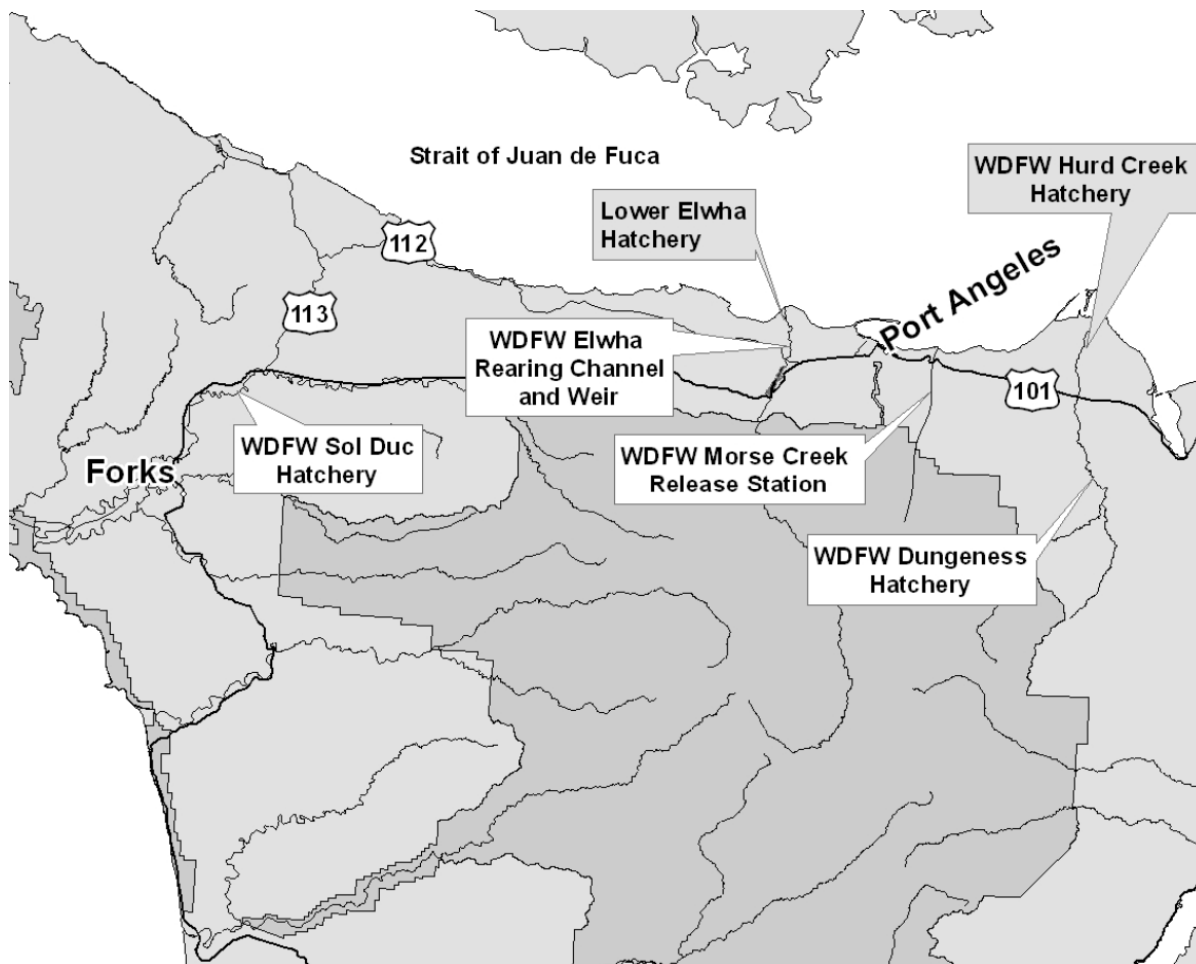 Strait of Juan de Fuca
WDFW Hurd Creek
Hatchery
Lower Elwha
Hatchery
112
Port Angeles
113
WDFW Elwha
Rearing Channel
and Weir
101
WDFW Sol Duc
Hatchery
Forks
WDFW Morse Creek
Release Station
WDFW Dungeness
Hatchery